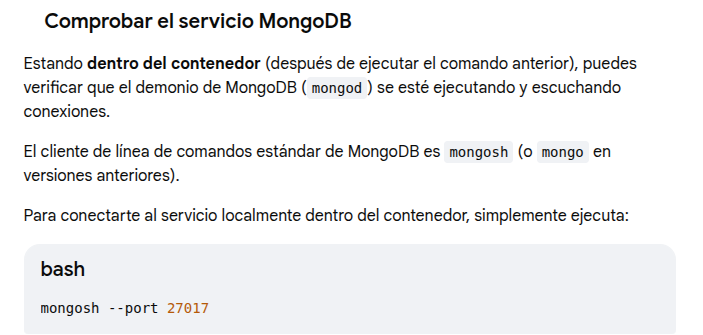 Comprobar el servicio MongoDB
Estando dentro del contenedor (después de ejecutar el comando anterior), puedes
verificar que el demonio de MongoDB ( mongod ) se esté ejecutando y escuchando
conexiones.
El cliente de línea de comandos estándar de MongoDB es mongosh (o mongo en
versiones anteriores).
Para conectarte al servicio localmente dentro del contenedor, simplemente ejecuta:
bash
mongosh --port 27017